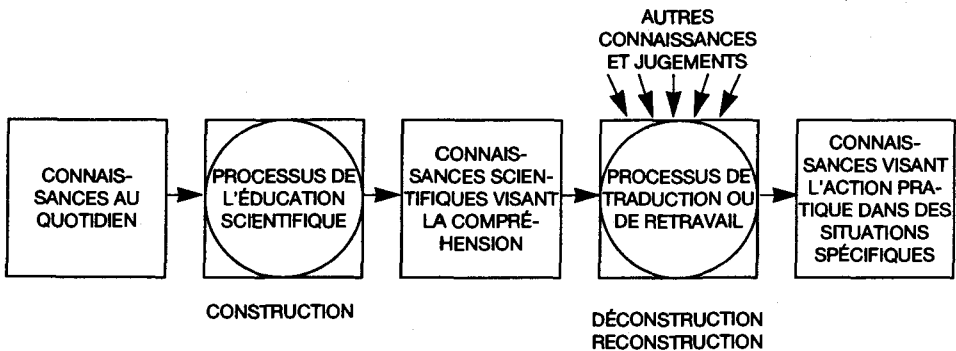 AUTRES
CONNAISSANCES
ET JUGEMENTS
CONNAIS-
SANCES AU
QUOTIDIEN
PROCESSUS DE
L'ÉDUCATION
SCIENTIFIQUE
CONNAIS-
SANCES SCIEN-
TIFIQUES VISANT
LA COMPRÉ-
HENSION
PROCESSUS DE
TRADUCTION OU
DE RETRAVAIL
CONNAIS-
SANCES VISANT
L'ACTION PRA-
TIQUE DANS DES
SITUATIONS
SPÉCIFIQUES
CONSTRUCTION
DÉCONSTRUCTION
RECONSTRUCTION